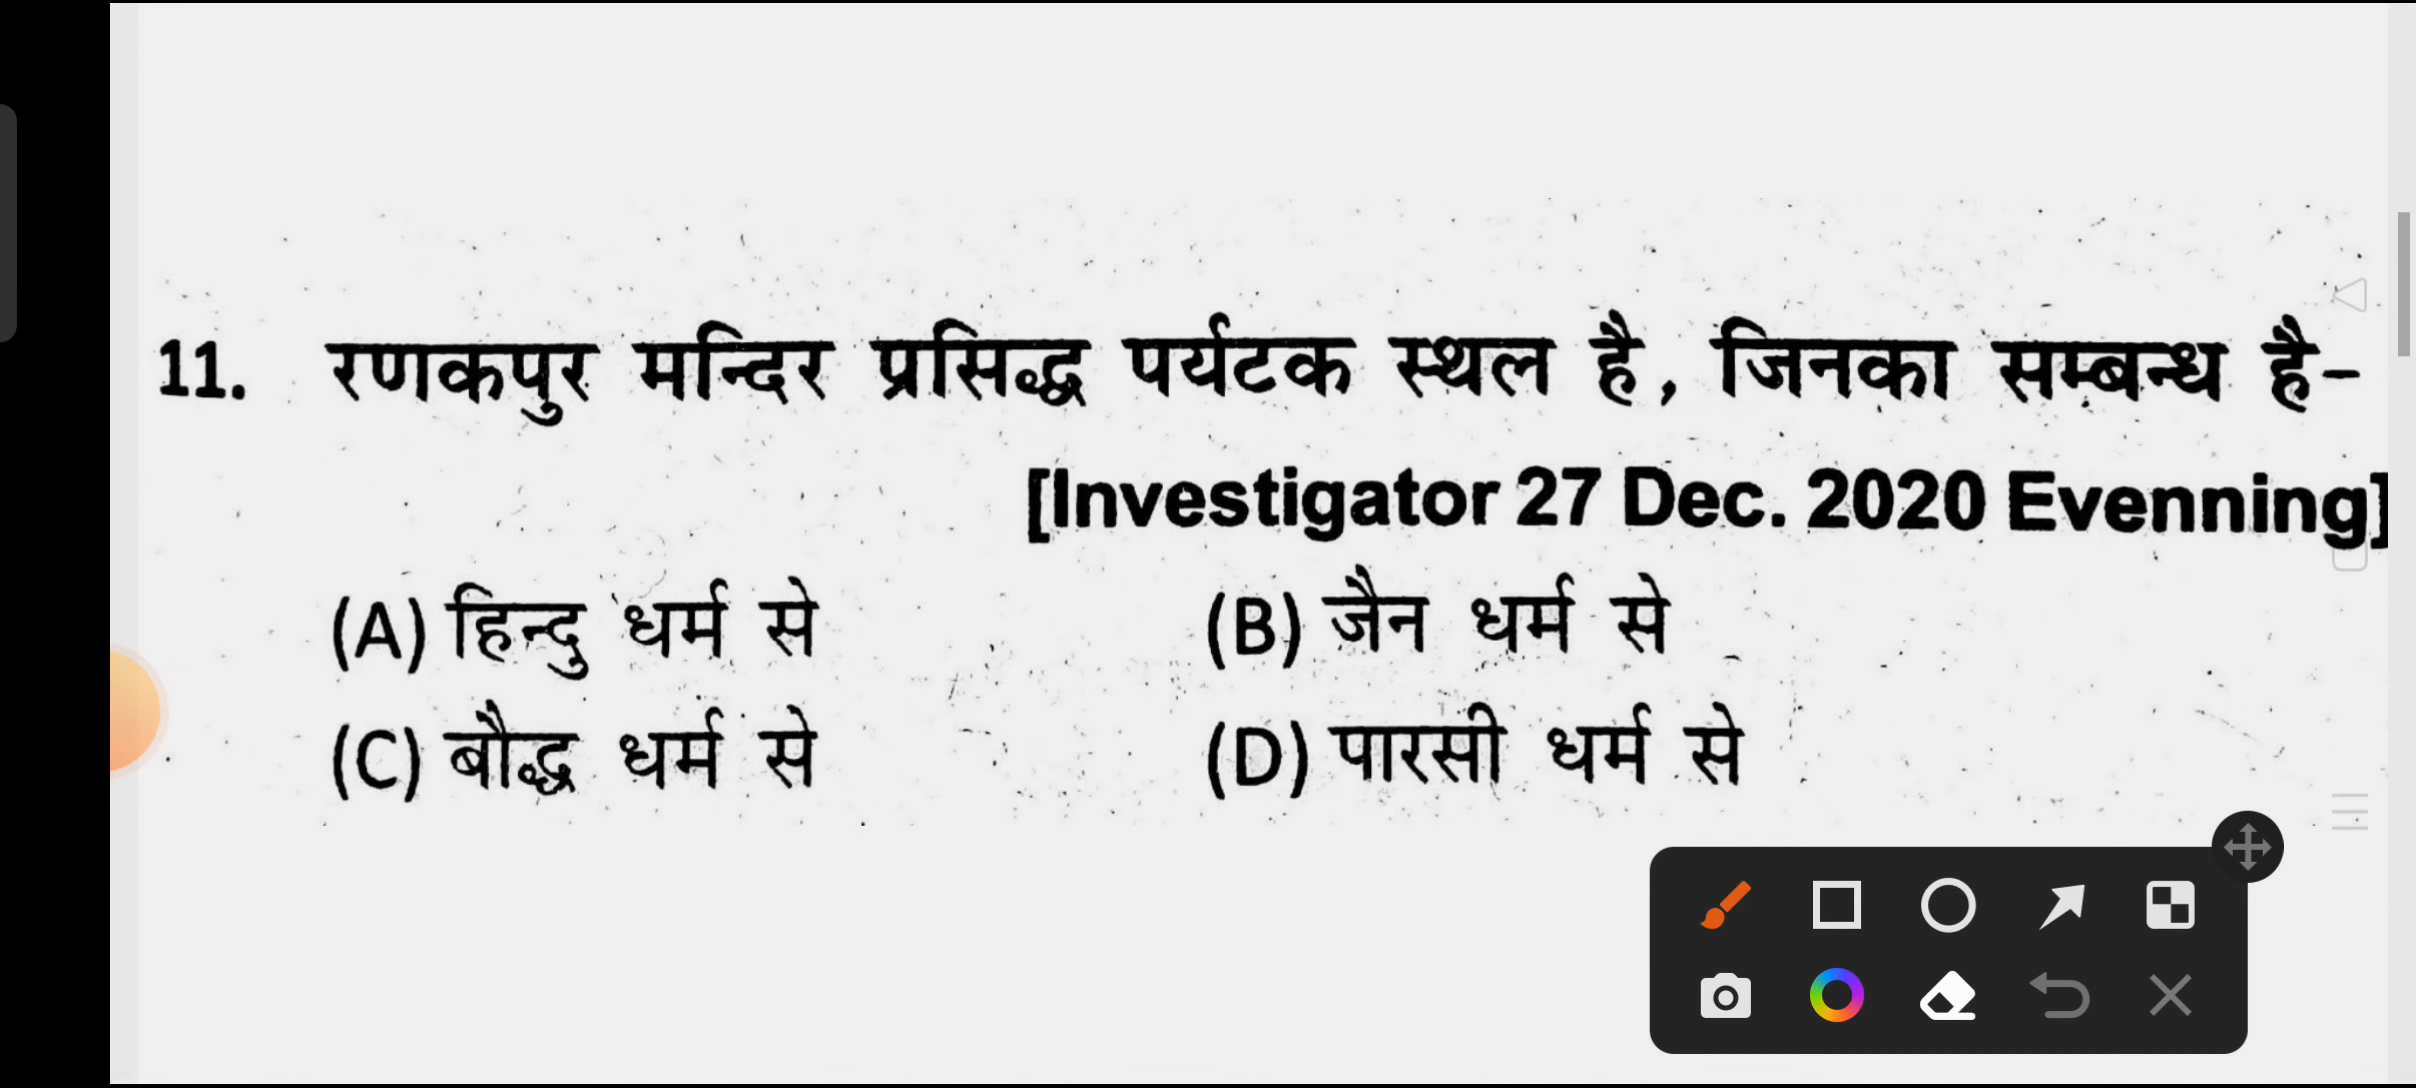 11. रणकपुर मन्दिर प्रसिद्ध पर्यटक स्थल है, जिनका सम्बन्ध है-
[Investigator 27 Dec. 2020 Evenning]
(A) हिन्दु धर्म से (B) जैन धर्म से
(C) बौद्ध धर्म से (D) पारसी धर्म से